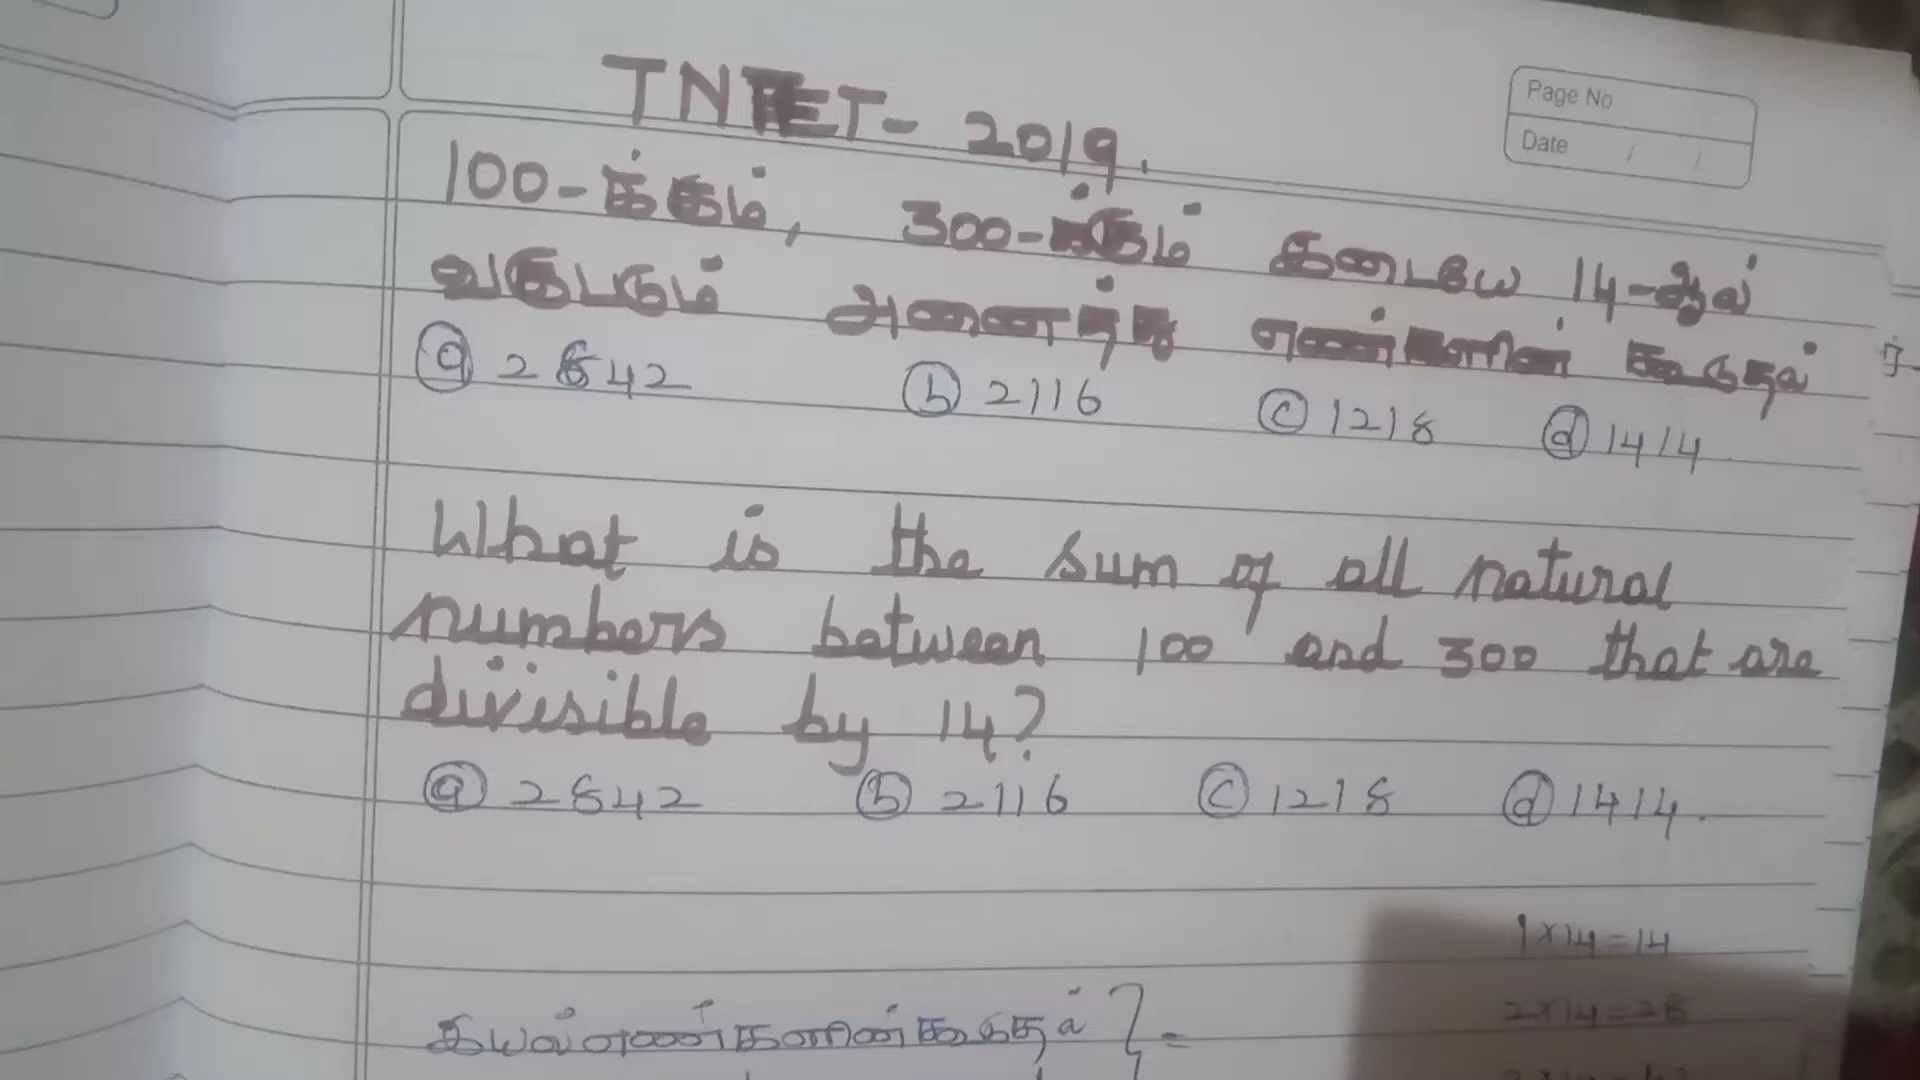 Page No
Date / /
TNTET- 2019.
100-க்கும், 300-க்கும் இடையே 14-ஆல்
வகுபடும் அனைத்து எண்களின் கூடுதல்
(a) 2842 (b) 2116 (c) 1218 (d) 1414
What is the sum of all natural
numbers between 100 and 300 that are
divisible by 14?
(a) 2842 (b) 2116 (c) 1218 (d) 1414.
1×14=14
2×14=28
இயல் எண்களின் கூடுதல் } =